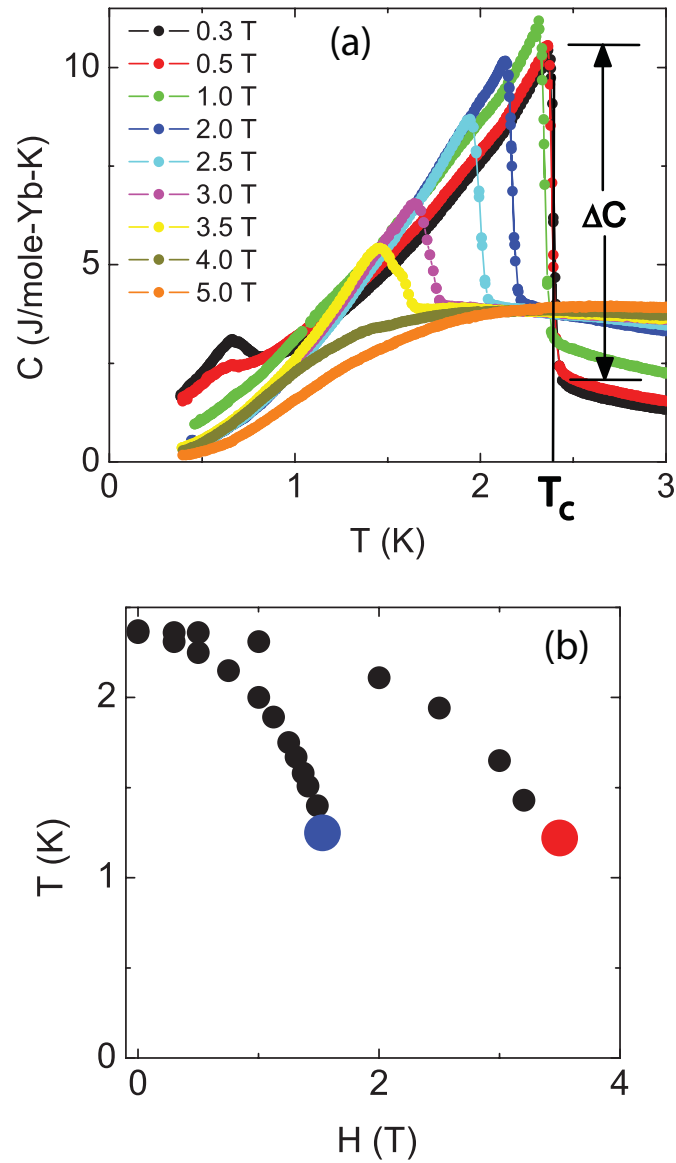 (a)
0.3 T
0.5 T
1.0 T
2.0 T
2.5 T
3.0 T
3.5 T
4.0 T
5.0 T
10
5
0
C (J/mole-Yb-K)
ΔC
0 1 2 3
Tc
T (K)
(b)
2
1
0
T (K)
0 2 4
H (T)